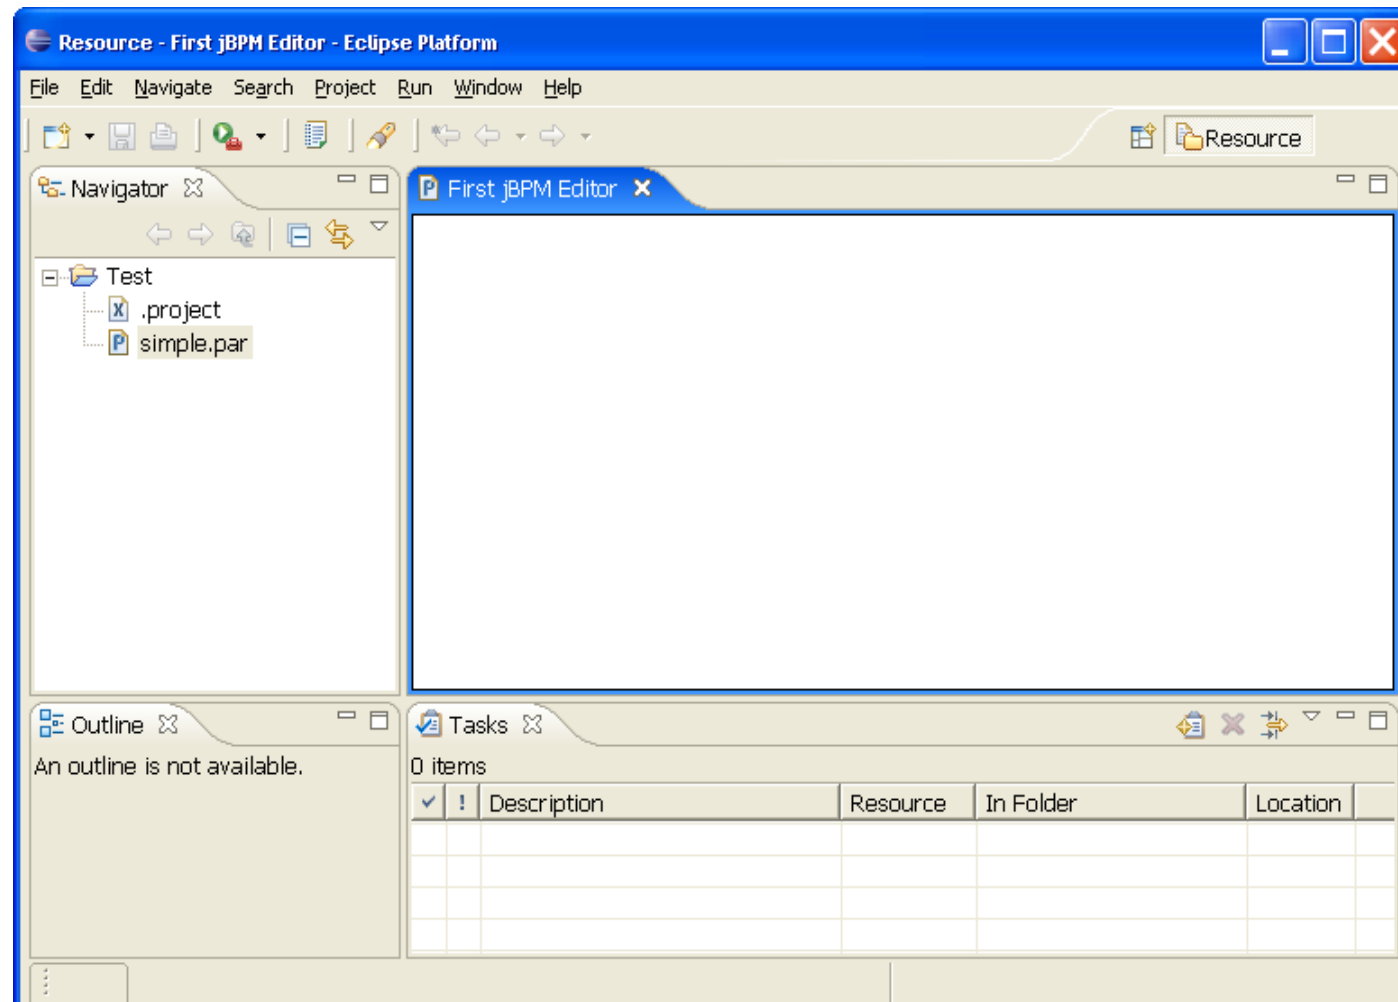 Resource - First jBPM Editor - Eclipse Platform
File Edit Navigate Search Project Run Window Help
Resource
Navigator
First jBPM Editor
Test
.project
simple.par
Outline
Tasks
An outline is not available.
0 items
! Description Resource In Folder Location